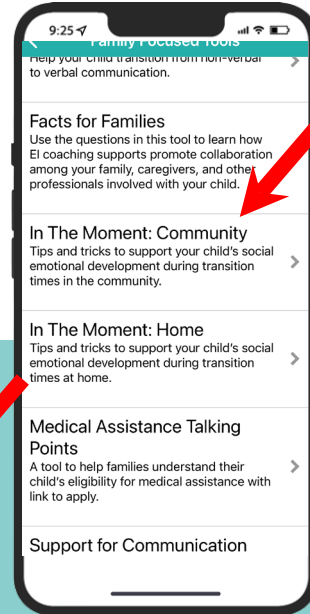 9:25
Family Focused Tools
Help your child transition from non-verbal
to verbal communication.
Facts for Families
Use the questions in this tool to learn how
EI coaching supports promote collaboration
among your family, caregivers, and other
professionals involved with your child.
In The Moment: Community
Tips and tricks to support your child's social
emotional development during transition
times in the community.
In The Moment: Home
Tips and tricks to support your child's social
emotional development during transition
times at home.
Medical Assistance Talking
Points
A tool to help families understand their
child's eligibility for medical assistance with
link to apply.
Support for Communication